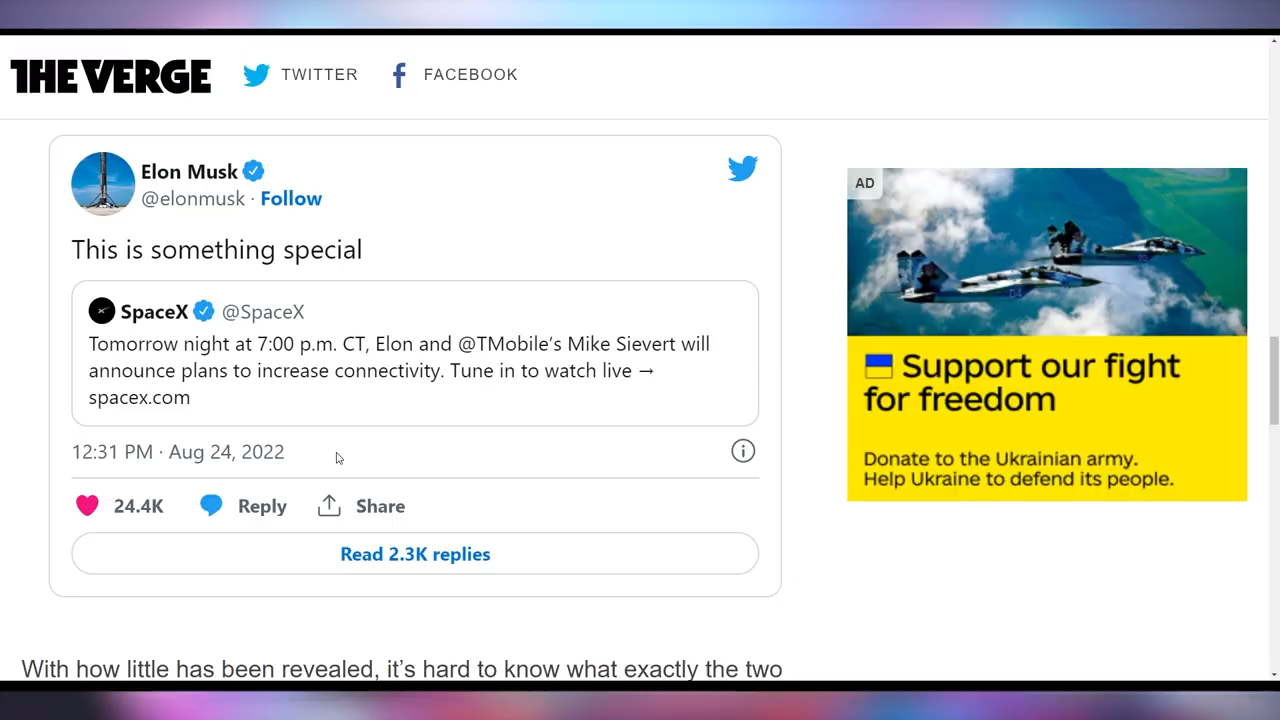 THE VERGE
TWITTER
FACEBOOK
Elon Musk
@elonmusk · Follow
This is something special
SpaceX @SpaceX
Tomorrow night at 7:00 p.m. CT, Elon and @TMobile's Mike Sievert will
announce plans to increase connectivity. Tune in to watch live →
spacex.com
12:31 PM · Aug 24, 2022
24.4K
Reply
Share
Read 2.3K replies
AD
Support our fight
for freedom
Donate to the Ukrainian army.
Help Ukraine to defend its people.
With how little has been revealed, it's hard to know what exactly the two